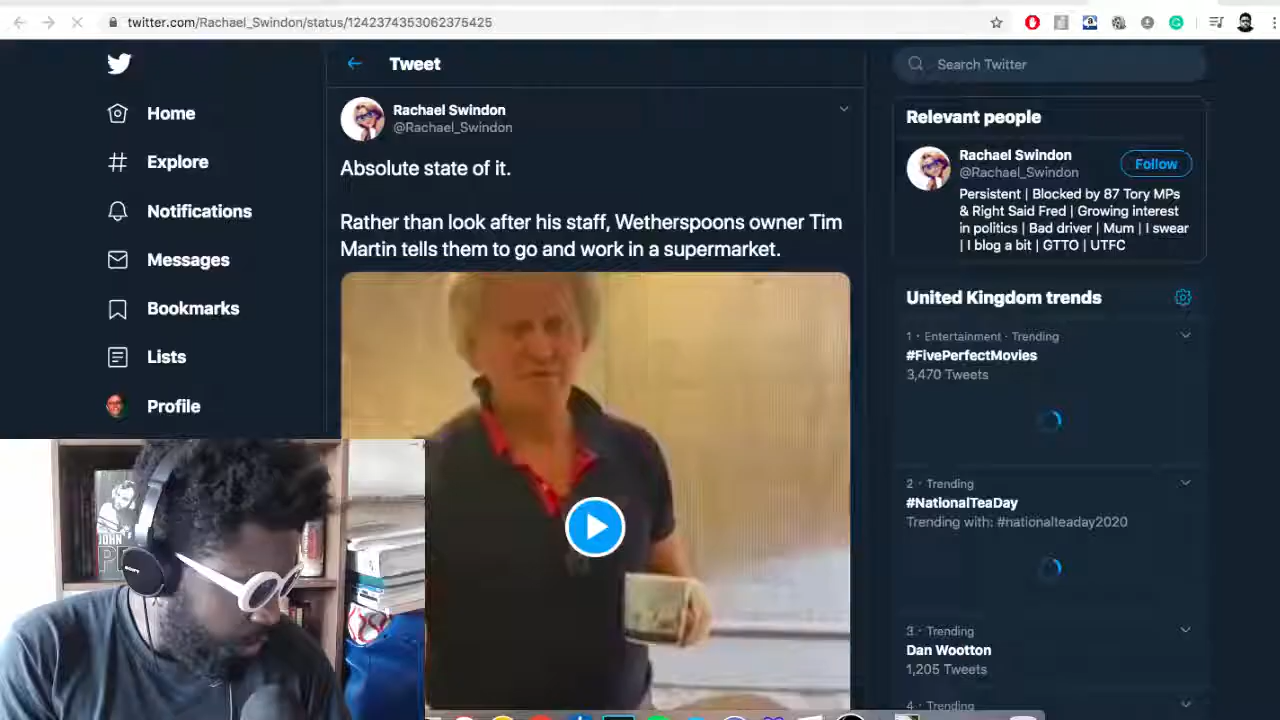 twitter.com/Rachael_Swindon/status/1242374353062375425
Home
Explore
Notifications
Messages
Bookmarks
Lists
Profile
Tweet
Rachael Swindon
@Rachael_Swindon
Absolute state of it.
Rather than look after his staff, Wetherspoons owner Tim
Martin tells them to go and work in a supermarket.
Search Twitter
Relevant people
Rachael Swindon
@Rachael_Swindon
Follow
Persistent | Blocked by 87 Tory MPs
& Right Said Fred | Growing interest
in politics | Bad driver | Mum | I swear
| I blog a bit | GTTO | UTFC
United Kingdom trends
1 · Entertainment · Trending
#FivePerfectMovies
3,470 Tweets
2 · Trending
#NationalTeaDay
Trending with: #nationalteaday2020
3 · Trending
Dan Wootton
1,205 Tweets
4 · Trending
JOHN
SONY